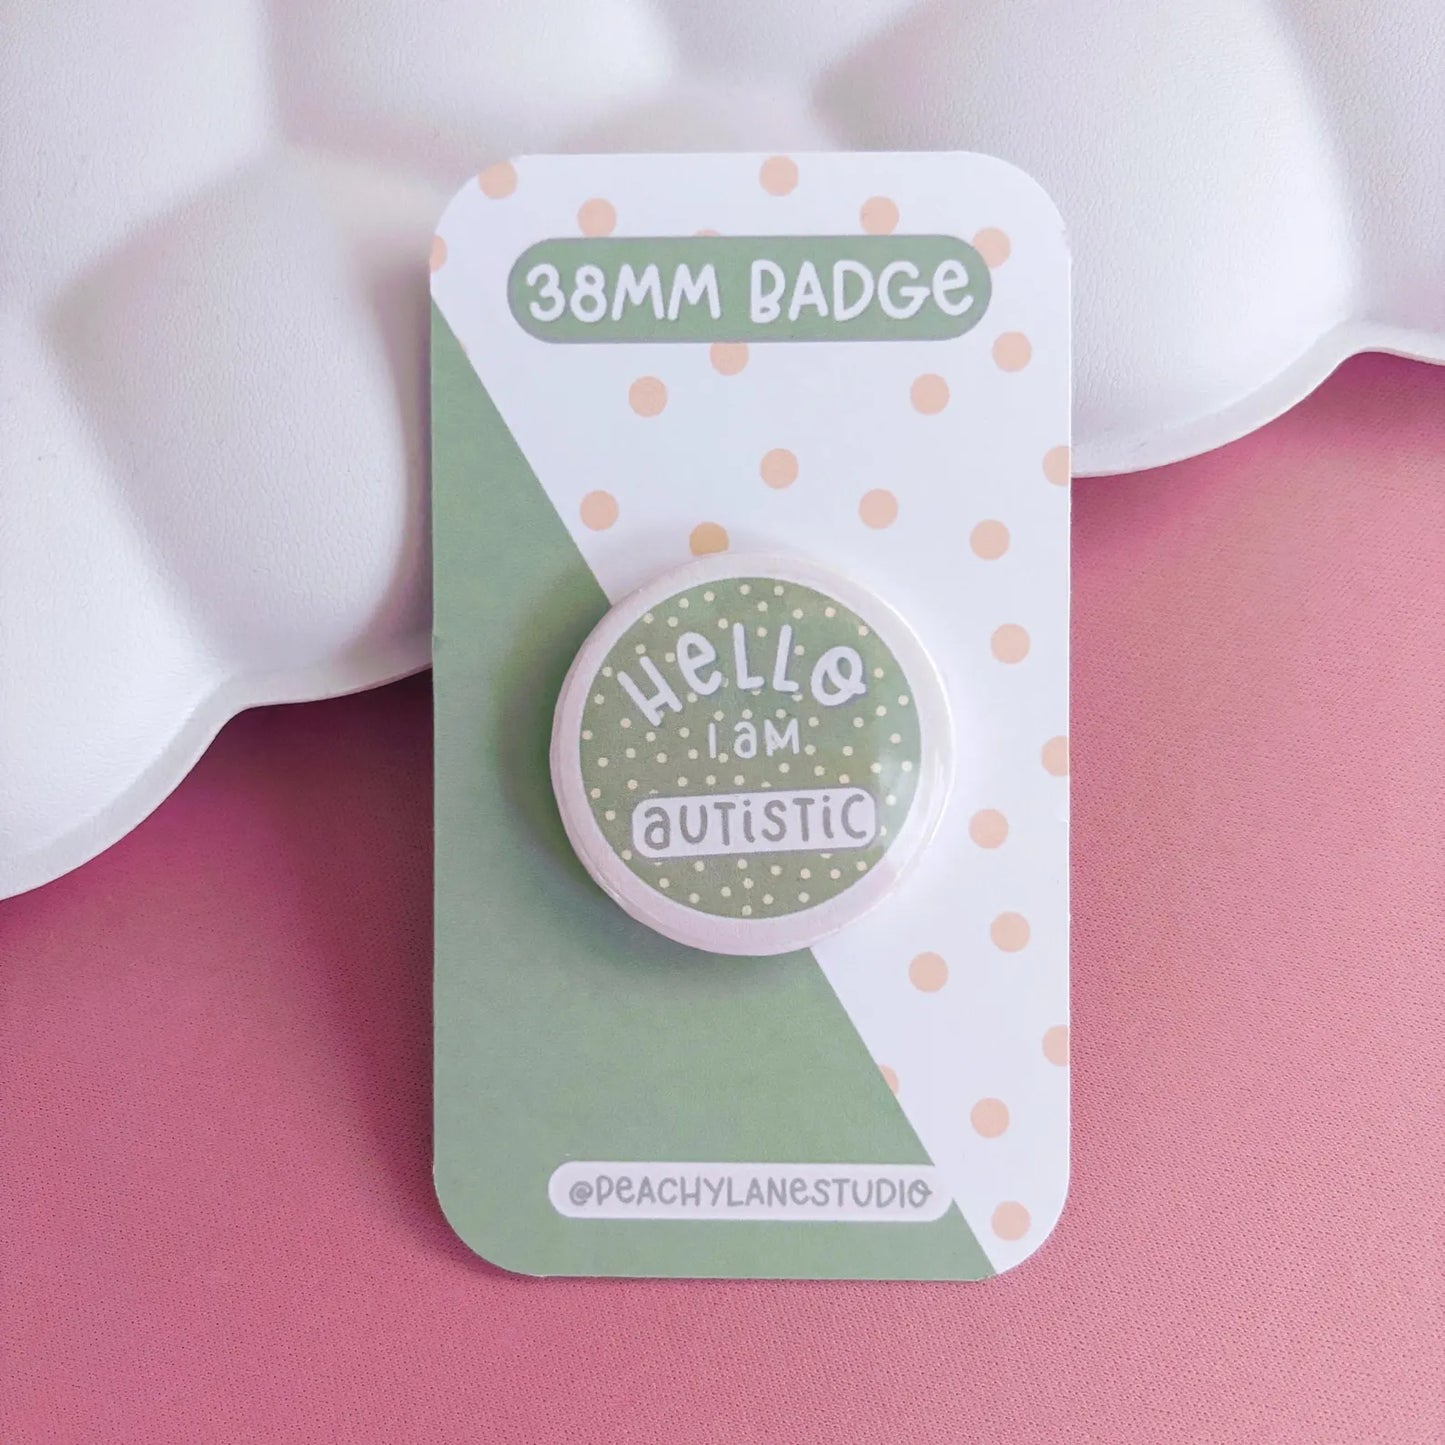 38MM BADGe
HeLLO
I aM
aUTiSTiC
@PeACHYLANeSTUDIO